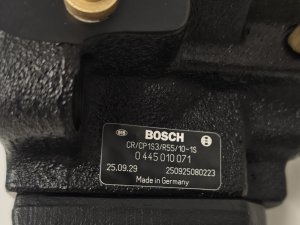 BOSCH
CR/CP1S3/R55/10-1S
0 445 010 071
25.09.29 250925080223
Made in Germany